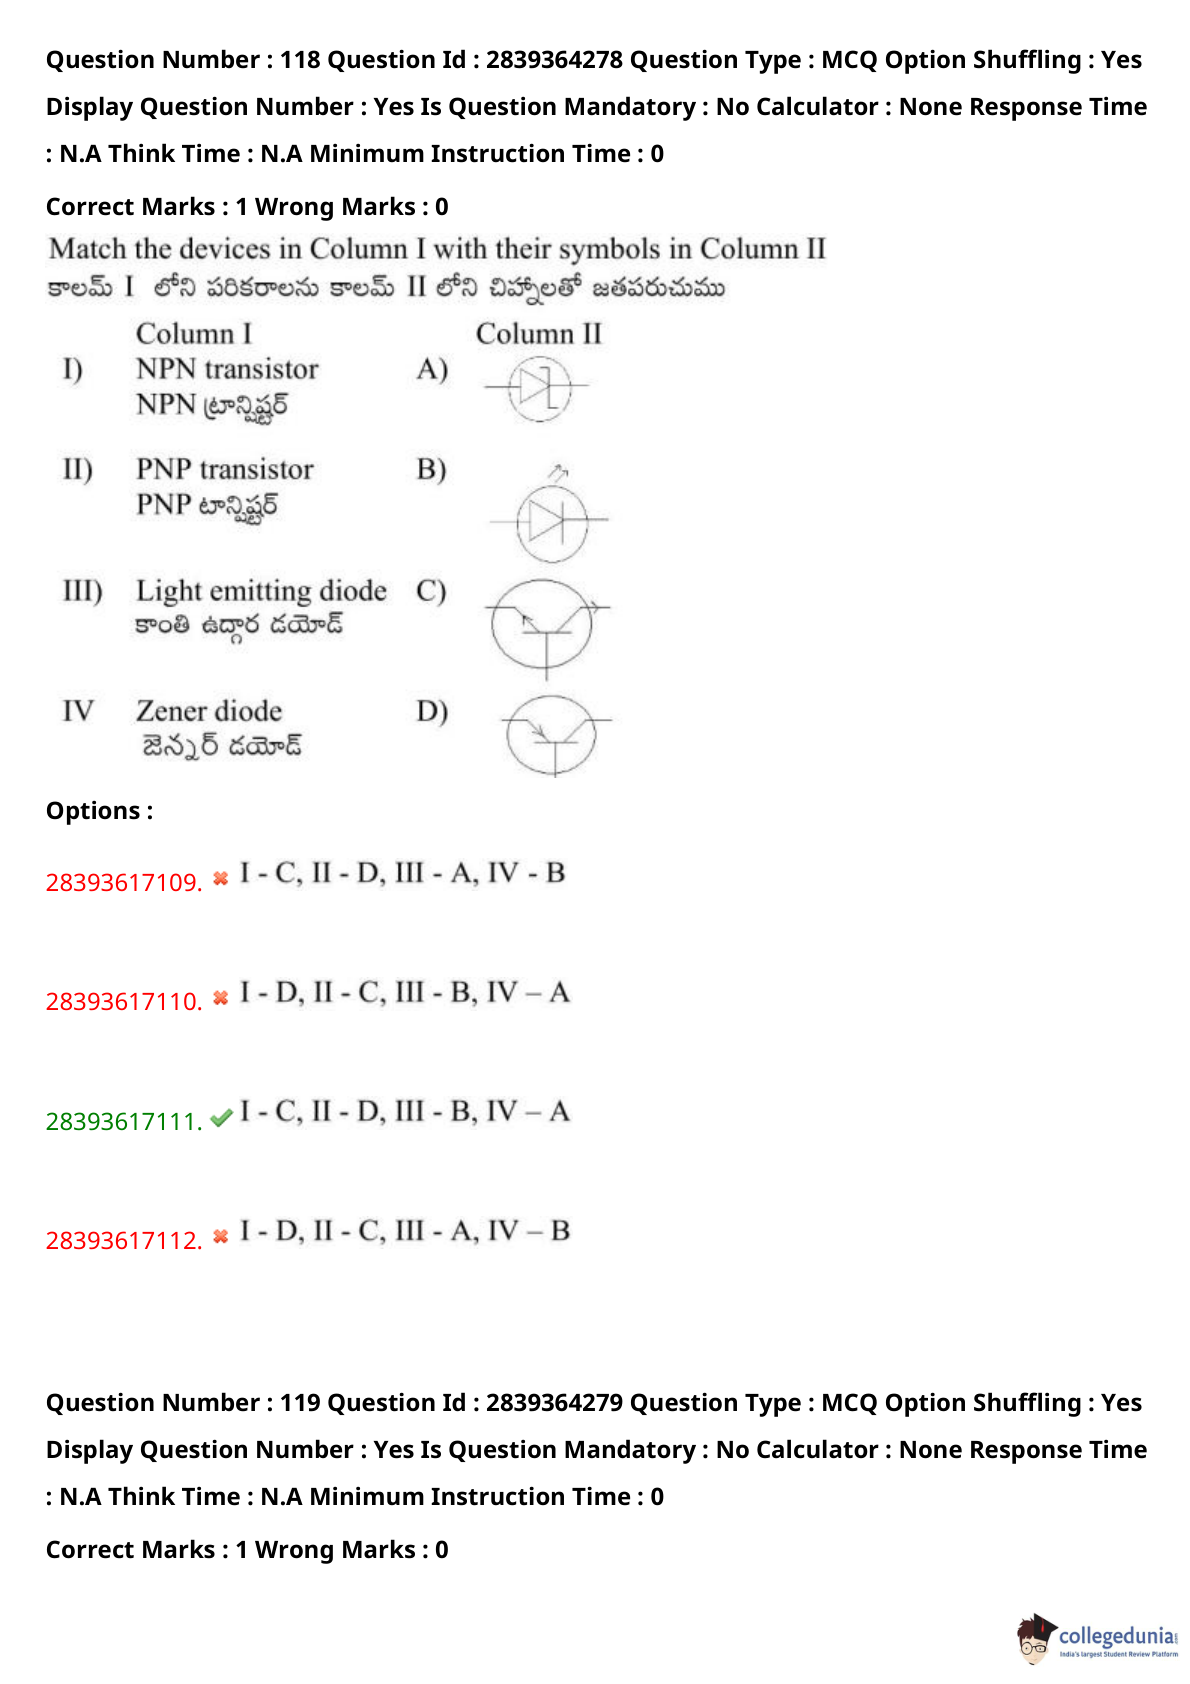 Question Number : 118 Question Id : 2839364278 Question Type : MCQ Option Shuffling : Yes
Display Question Number : Yes Is Question Mandatory : No Calculator : None Response Time
: N.A Think Time : N.A Minimum Instruction Time : 0
Correct Marks : 1 Wrong Marks : 0
Match the devices in Column I with their symbols in Column II
కాలమ్ I లోని పరికరాలను కాలమ్ II లోని చిహ్నాలతో జతపరుచుము
Column I Column II
I) NPN transistor A)
NPN ట్రాన్షిష్టర్
II) PNP transistor B)
PNP టాన్షిష్టర్
III) Light emitting diode C)
కాంతి ఉద్గార డయోడ్
IV Zener diode D)
జెన్నర్ డయోడ్
Options :
28393617109. I - C, II - D, III - A, IV - B
28393617110. I - D, II - C, III - B, IV – A
28393617111. I - C, II - D, III - B, IV – A
28393617112. I - D, II - C, III - A, IV – B
Question Number : 119 Question Id : 2839364279 Question Type : MCQ Option Shuffling : Yes
Display Question Number : Yes Is Question Mandatory : No Calculator : None Response Time
: N.A Think Time : N.A Minimum Instruction Time : 0
Correct Marks : 1 Wrong Marks : 0
collegedunia
India's largest Student Review Platform